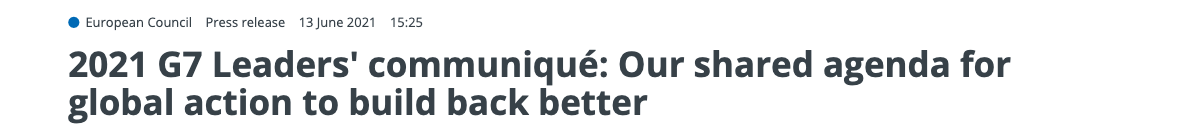 European Council Press release 13 June 2021 15:25
2021 G7 Leaders' communiqué: Our shared agenda for
global action to build back better